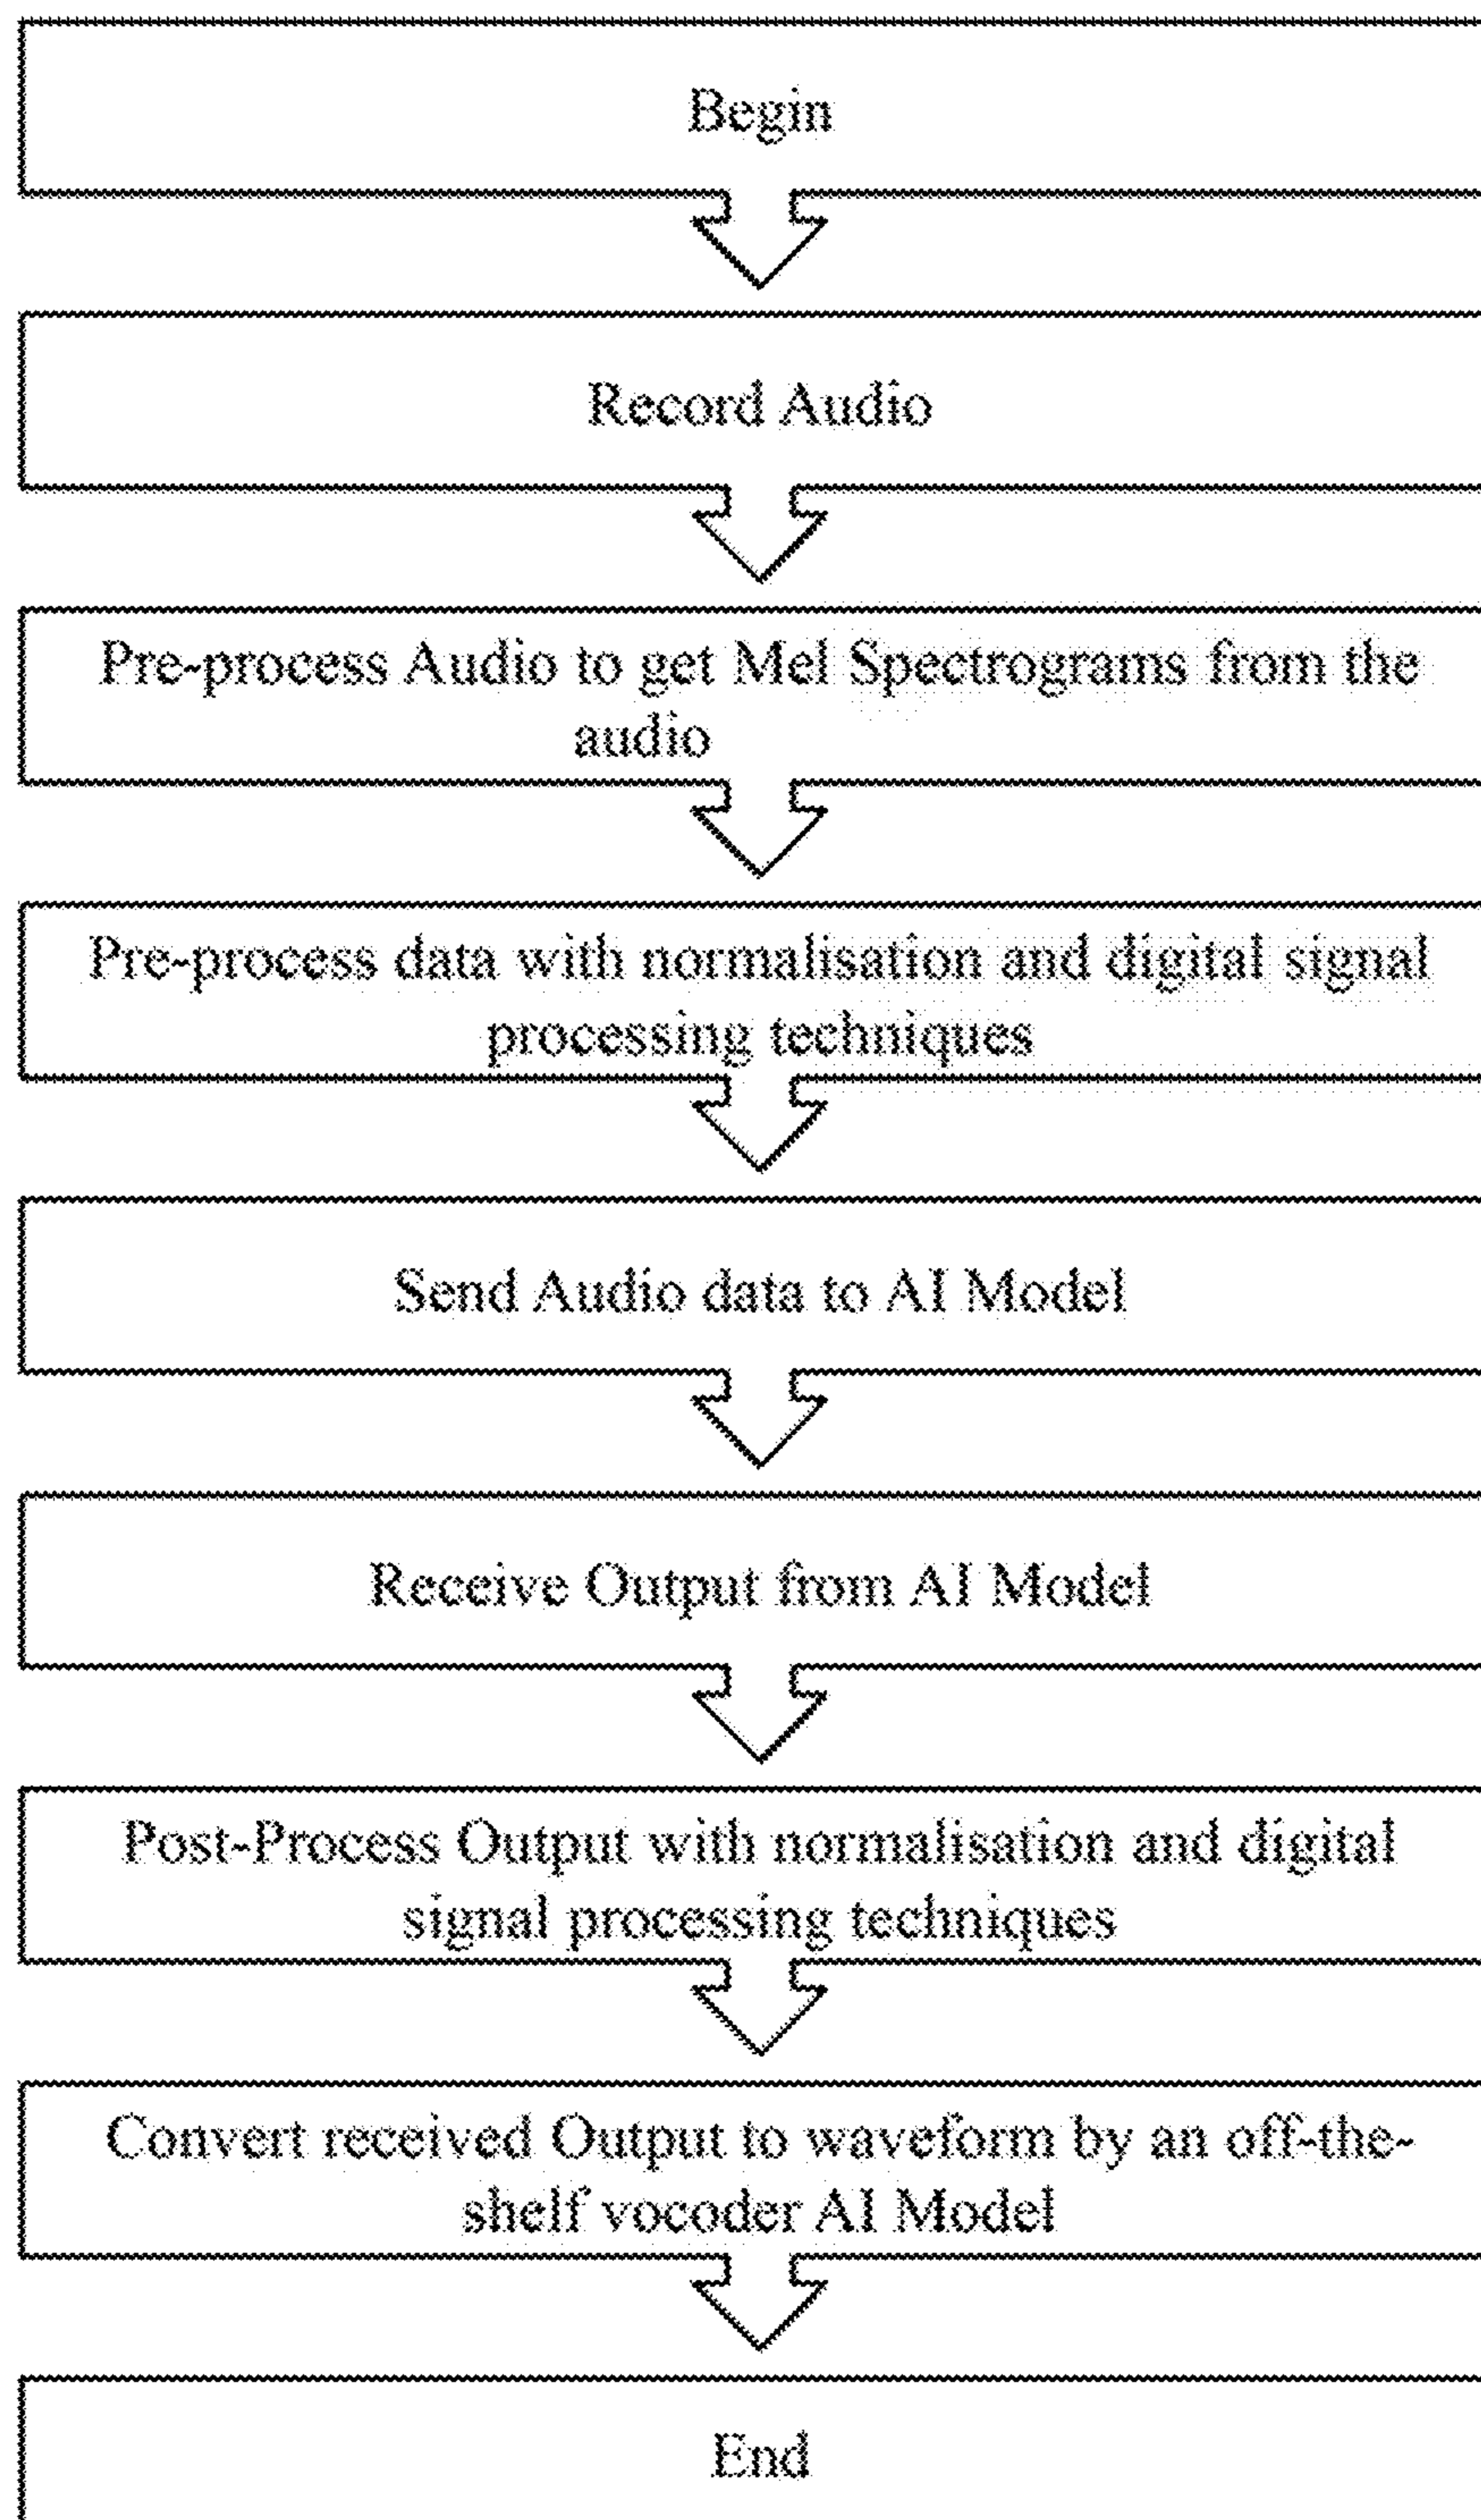 Begin
Record Audio
Pre-process Audio to get Mel Spectrograms from the
audio
Pre-process data with normalisation and digital signal
processing techniques
Send Audio data to AI Model
Receive Output from AI Model
Post-Process Output with normalisation and digital
signal processing techniques
Convert received Output to waveform by an off-the-
shelf vocoder AI Model
End